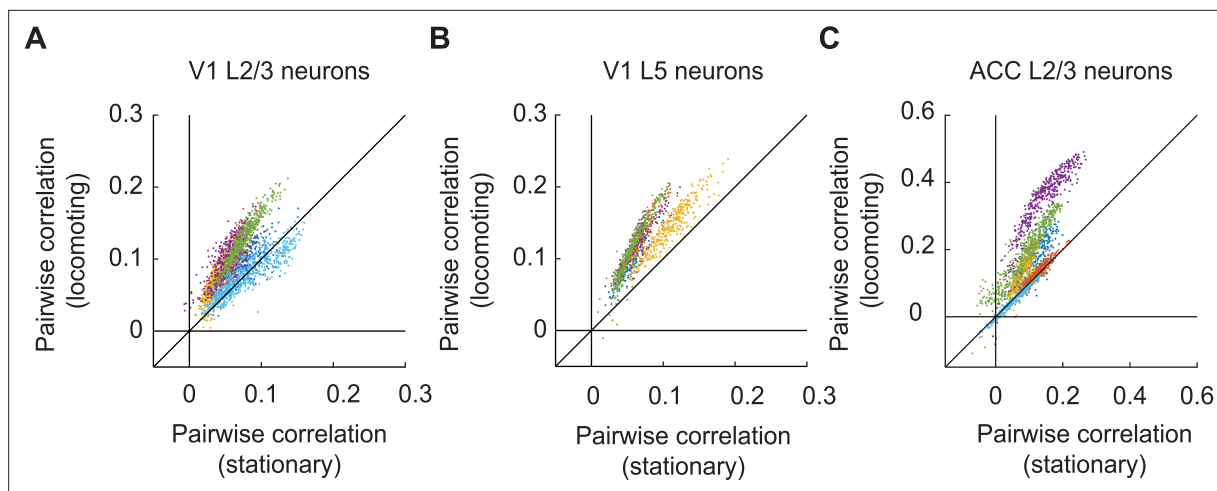 A
V1 L2/3 neurons
Pairwise correlation
(locomoting)
0.3
0.2
0.1
0
0
0.1
0.2
0.3
Pairwise correlation
(stationary)
B
V1 L5 neurons
Pairwise correlation
(locomoting)
0.3
0.2
0.1
0
0
0.1
0.2
0.3
Pairwise correlation
(stationary)
C
ACC L2/3 neurons
Pairwise correlation
(locomoting)
0.6
0.4
0.2
0
0
0.2
0.4
0.6
Pairwise correlation
(stationary)